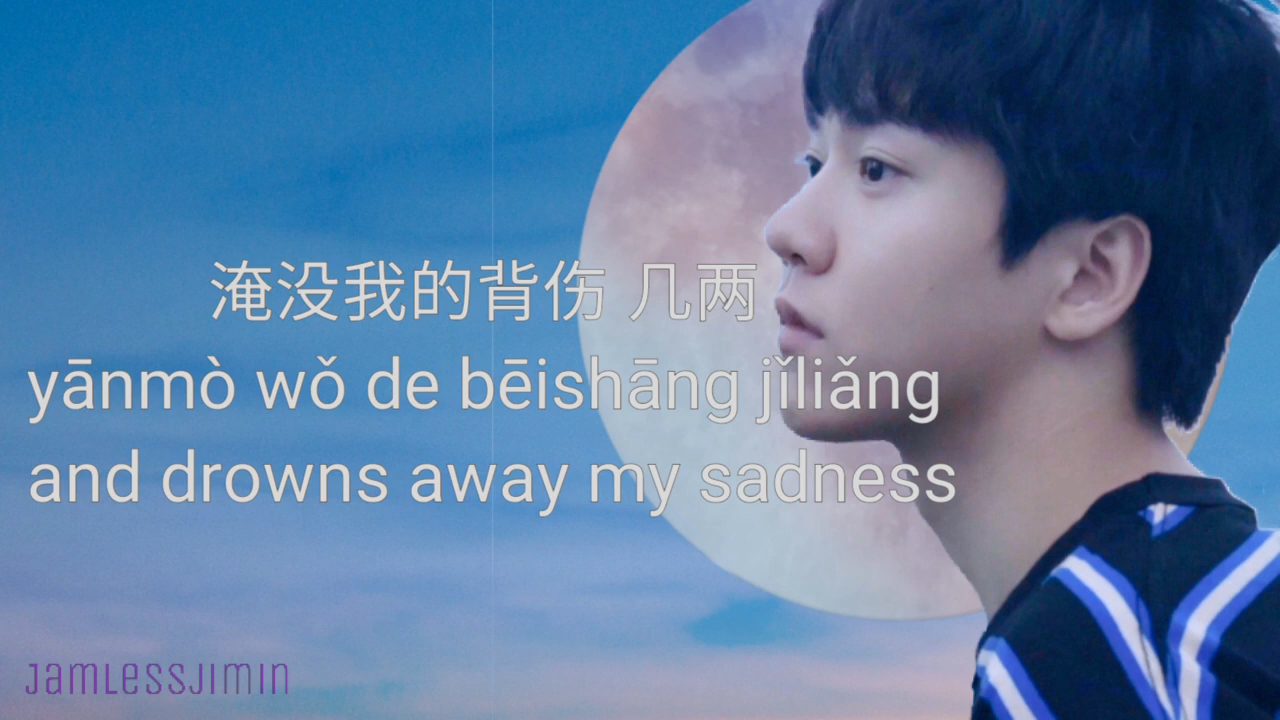 淹没我的背伤 几两
yānmò wǒ de bēishāng jǐliǎng
and drowns away my sadness
JAMLESSJIMIN